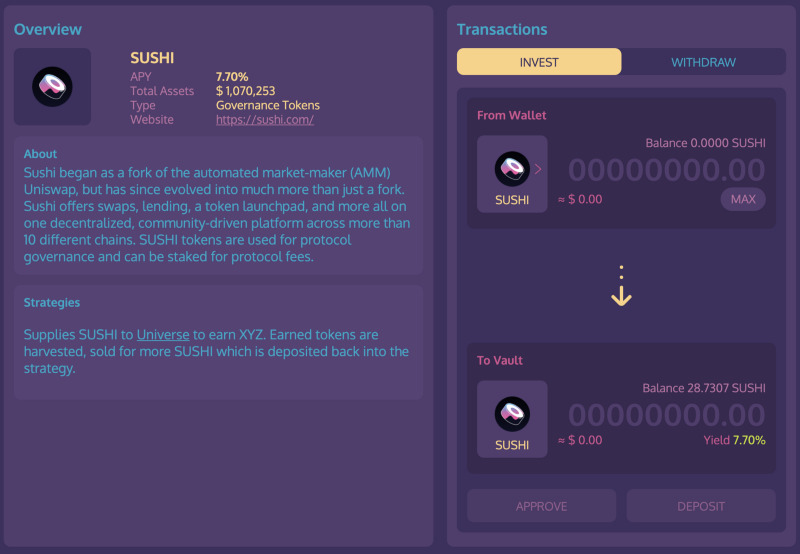 Overview
SUSHI
APY 7.70%
Total Assets $ 1,070,253
Type Governance Tokens
Website https://sushi.com/
About
Sushi began as a fork of the automated market-maker (AMM)
Uniswap, but has since evolved into much more than just a fork.
Sushi offers swaps, lending, a token launchpad, and more all on
one decentralized, community-driven platform across more than
10 different chains. SUSHI tokens are used for protocol
governance and can be staked for protocol fees.
Strategies
Supplies SUSHI to Universe to earn XYZ. Earned tokens are
harvested, sold for more SUSHI which is deposited back into the
strategy.
Transactions
INVEST WITHDRAW
From Wallet
Balance 0.0000 SUSHI
00000000.00
SUSHI
≈ $ 0.00 MAX
To Vault
Balance 28.7307 SUSHI
00000000.00
SUSHI
≈ $ 0.00 Yield 7.70%
APPROVE DEPOSIT